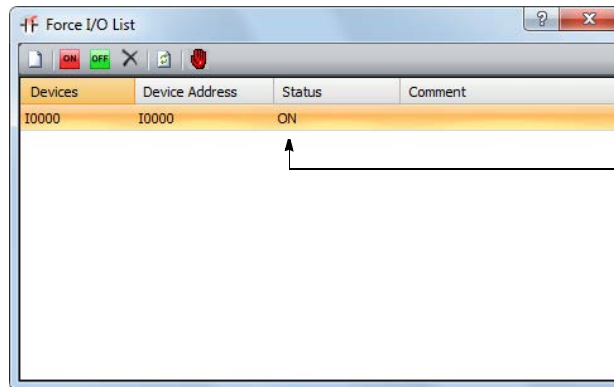 Force I/O List
? X
ON OFF
Devices Device Address Status Comment
I0000 I0000 ON